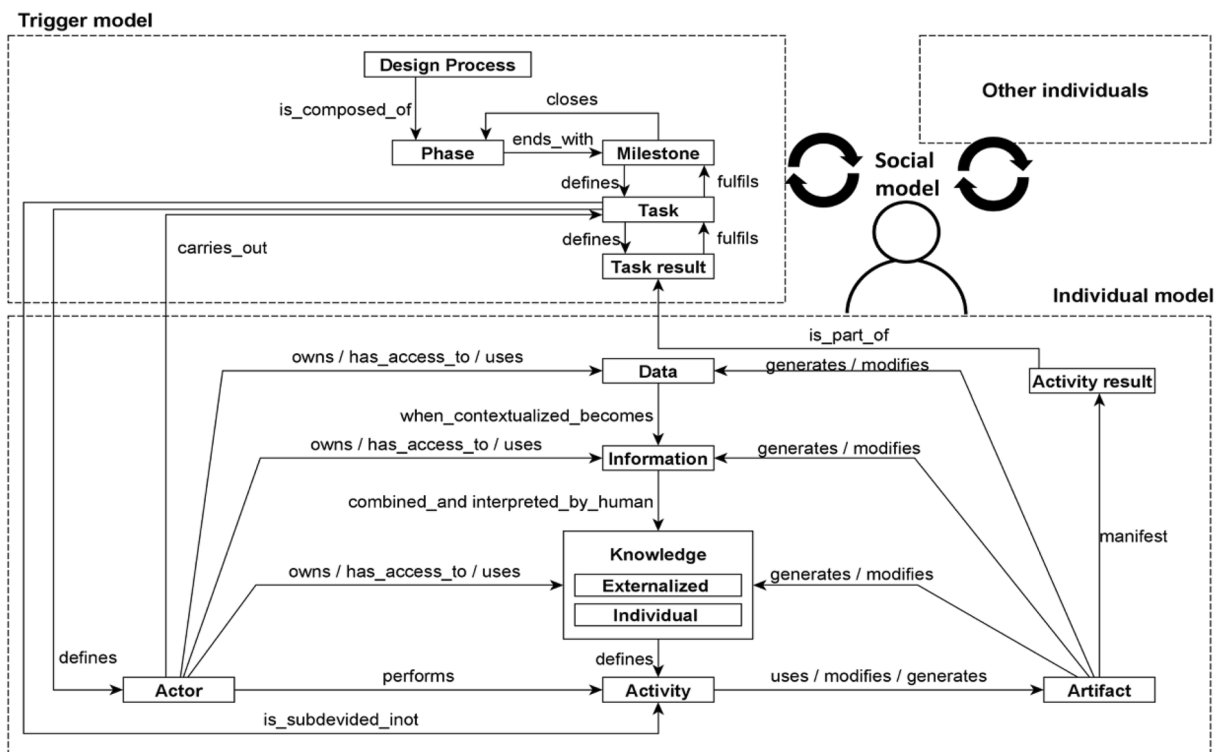 Trigger model
Design Process
is_composed_of
closes
Phase
ends_with
Milestone
defines
fulfils
Task
carries_out
defines
fulfils
Task result
Other individuals
Social
model
Individual model
is_part_of
owns / has_access_to / uses
Data
generates / modifies
Activity result
when_contextualized_becomes
owns / has_access_to / uses
Information
generates / modifies
combined_and interpreted_by_human
manifest
Knowledge
owns / has_access_to / uses
Externalized
generates / modifies
Individual
defines
defines
Actor
performs
Activity
uses / modifies / generates
Artifact
is_subdevided_inot